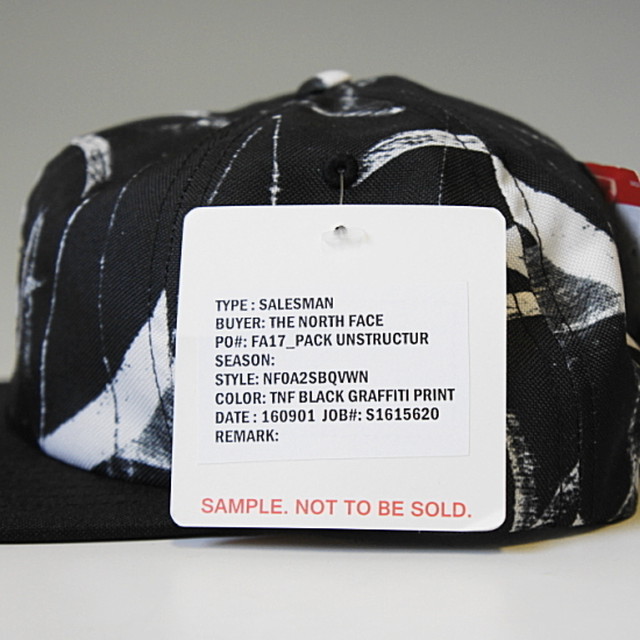 TYPE : SALESMAN
BUYER: THE NORTH FACE
PO#: FA17_PACK UNSTRUCTUR
SEASON:
STYLE: NF0A2SBQVWN
COLOR: TNF BLACK GRAFFITI PRINT
DATE : 160901 JOB#: S1615620
REMARK:
SAMPLE. NOT TO BE SOLD.